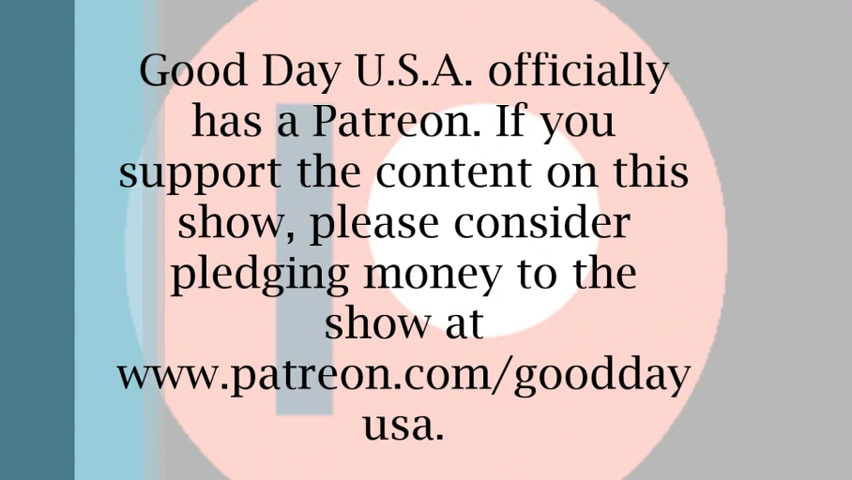 Good Day U.S.A. officially
has a Patreon. If you
support the content on this
show, please consider
pledging money to the
show at
www.patreon.com/goodday
usa.